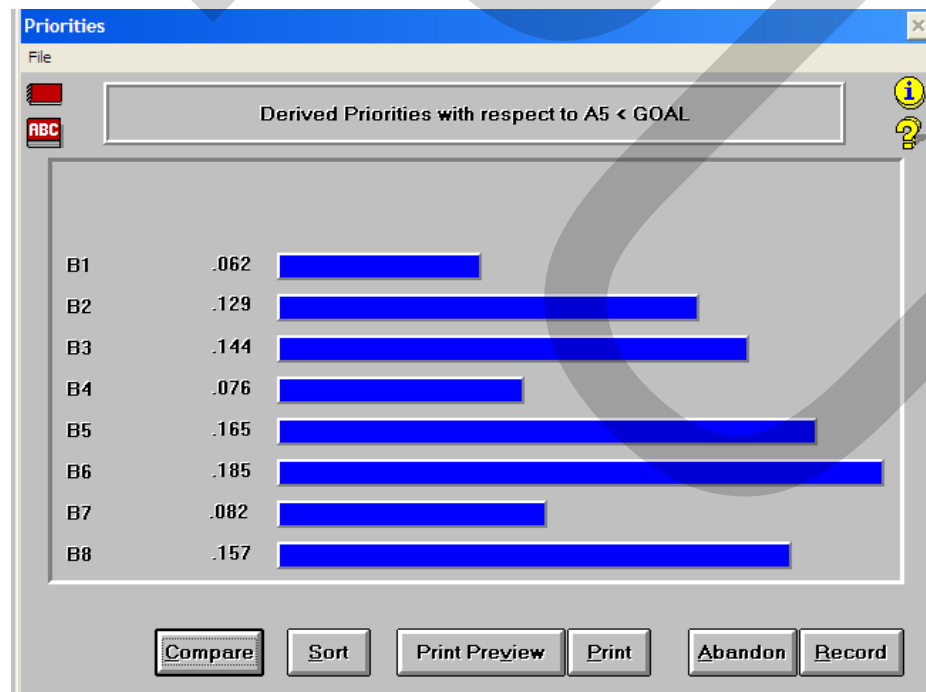 Priorities
File
ABC
Derived Priorities with respect to A5 < GOAL
i
?
B1 .062
B2 .129
B3 .144
B4 .076
B5 .165
B6 .185
B7 .082
B8 .157
Compare Sort Print Preview Print Abandon Record